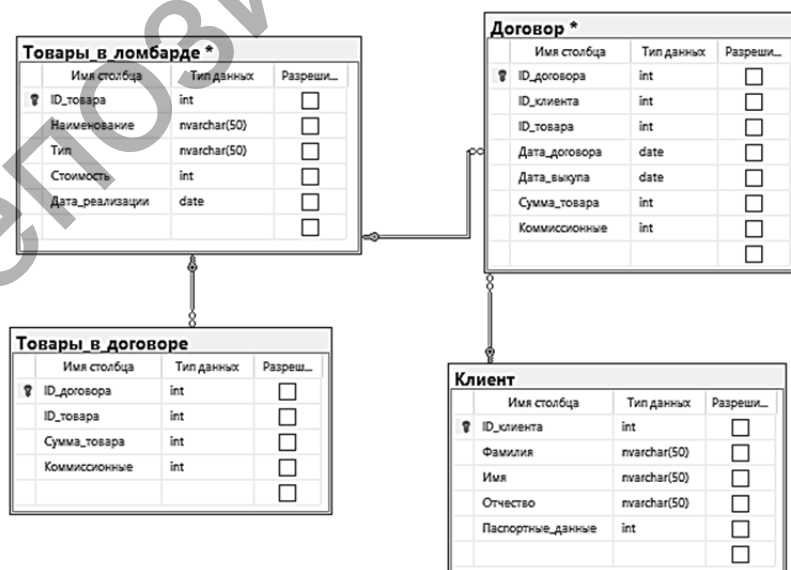 Товары_в_ломбарде *
Имя столбца Тип данных Разреши...
ID_товара int
Наименование nvarchar(50)
Тип nvarchar(50)
Стоимость int
Дата_реализации date
Договор *
Имя столбца Тип данных Разреши...
ID_договора int
ID_клиента int
ID_товара int
Дата_договора date
Дата_выкупа date
Сумма_товара int
Коммиссионные int
Товары_в_договоре
Имя столбца Тип данных Разреш...
ID_договора int
ID_товара int
Сумма_товара int
Коммиссионные int
Клиент
Имя столбца Тип данных Разреши...
ID_клиента int
Фамилия nvarchar(50)
Имя nvarchar(50)
Отчество nvarchar(50)
Паспортные_данные int